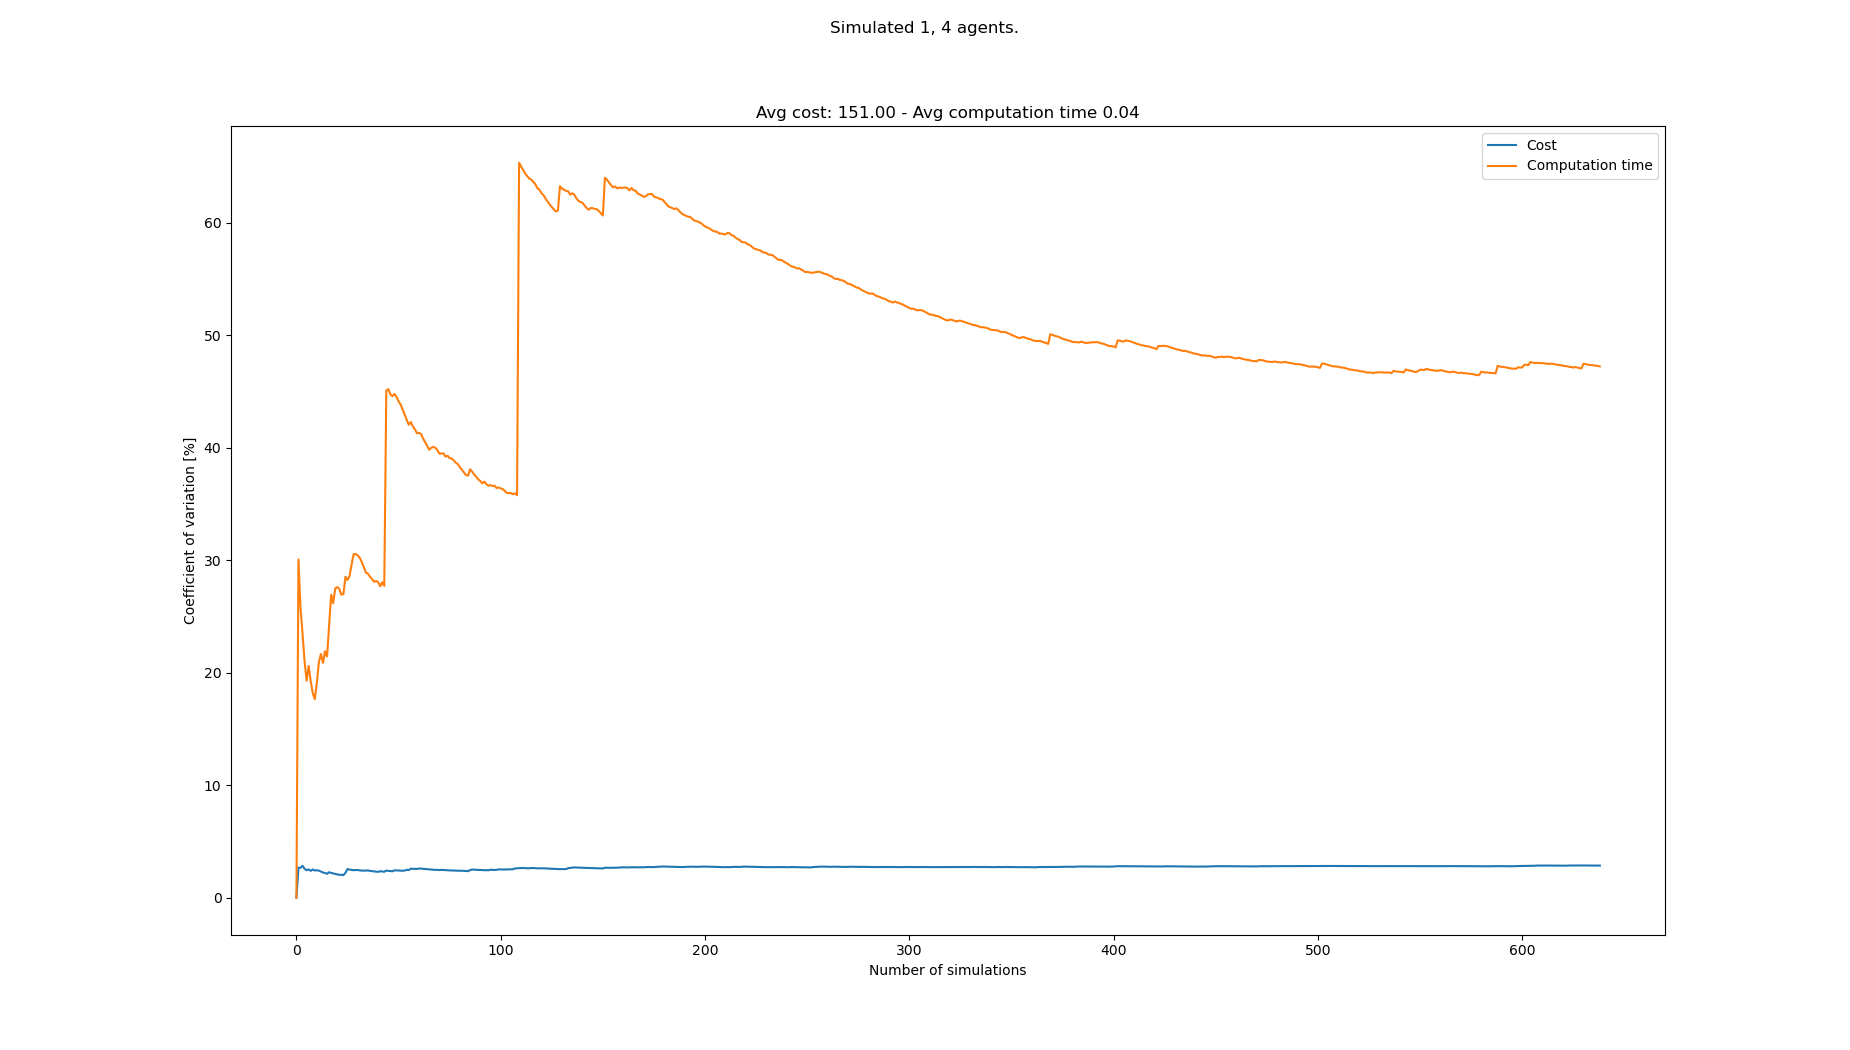 Simulated 1, 4 agents.
Avg cost: 151.00 - Avg computation time 0.04
Cost
Computation time
60
50
40
30
20
10
0
Coefficient of variation [%]
0 100 200 300 400 500 600
Number of simulations